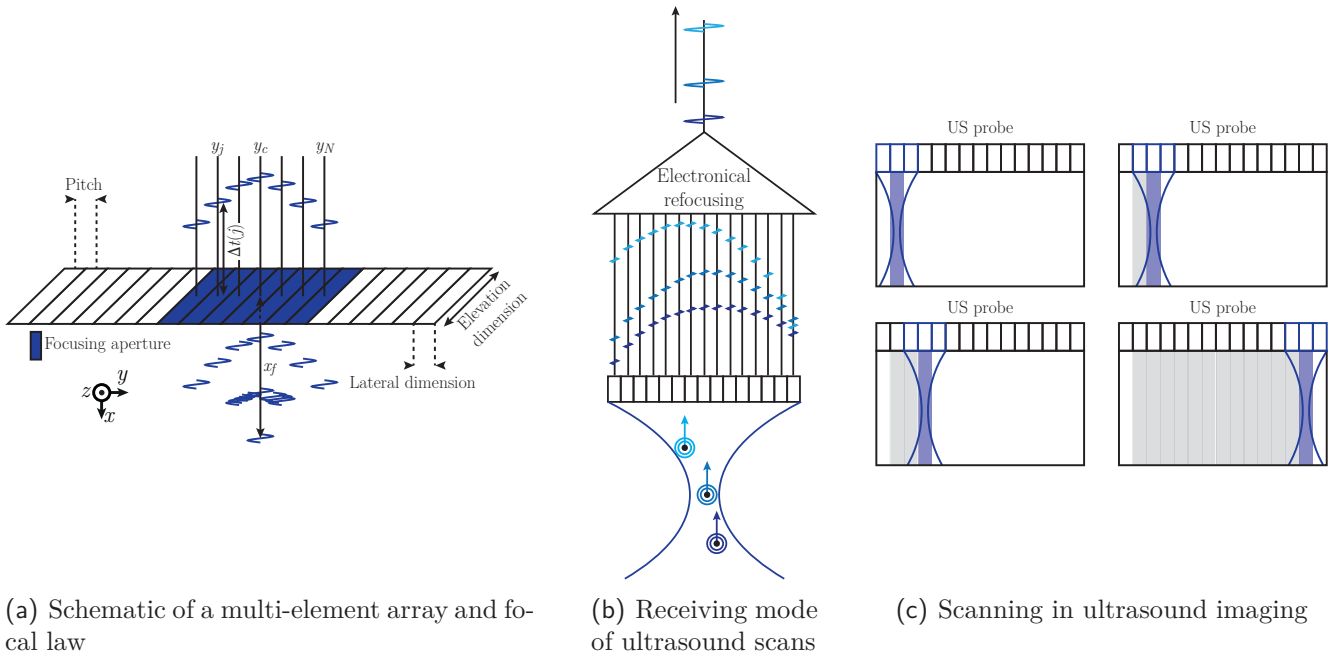 y_j
y_c
y_N
Pitch
Δt(j)
Elevation
dimension
Focusing aperture
x_f
Lateral dimension
z
y
x
(a) Schematic of a multi-element array and fo-
cal law
Electronical
refocusing
(b) Receiving mode
of ultrasound scans
US probe
US probe
US probe
US probe
(c) Scanning in ultrasound imaging